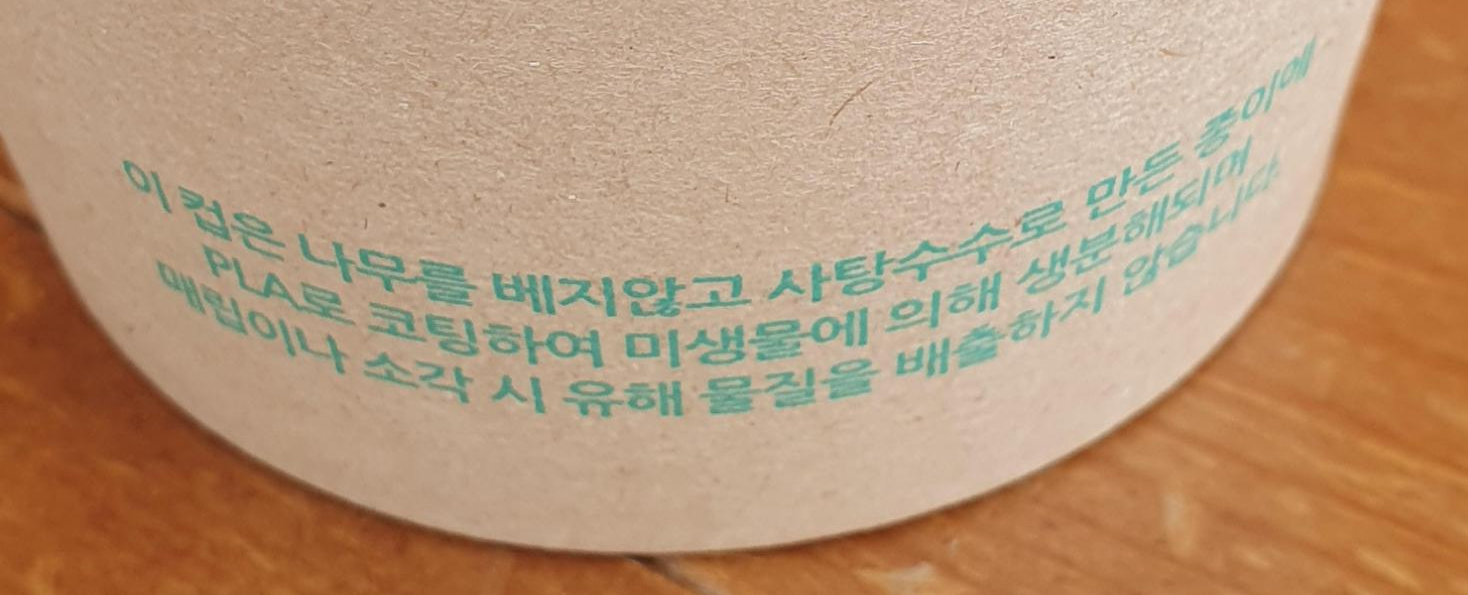 이 컵은 나무를 베지않고 사탕수수로 만든 종이에
PLA로 코팅하여 미생물에 의해 생분해되며
매립이나 소각 시 유해 물질을 배출하지 않습니다.